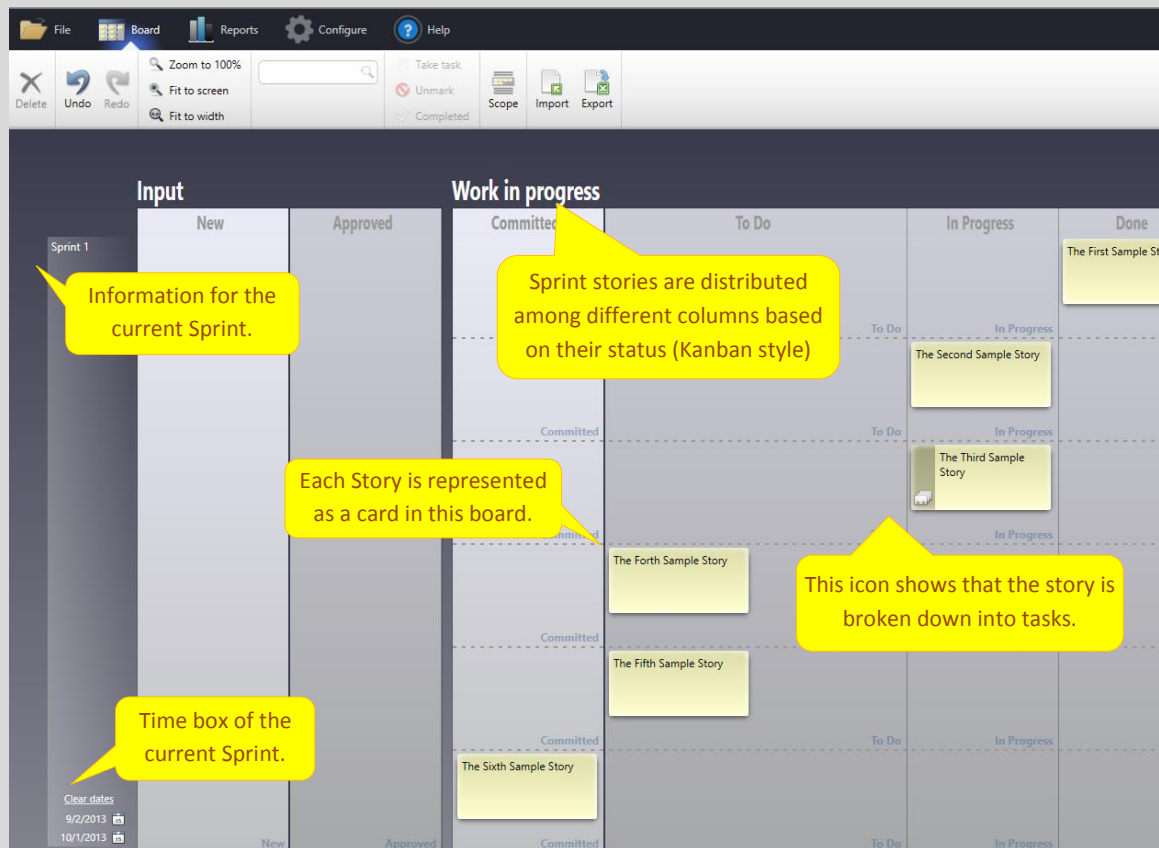 File Board Reports Configure Help
Delete Undo Redo
Zoom to 100%
Fit to screen
Fit to width
Take task
Unmark
Completed
Scope Import Export
Input Work in progress
New Approved Committed To Do In Progress Done
Sprint 1
The First Sample St
Information for the
current Sprint.
Sprint stories are distributed
among different columns based
on their status (Kanban style)
To Do In Progress
The Second Sample Story
Committed To Do In Progress
The Third Sample
Story
Each Story is represented
as a card in this board.
Committed In Progress
The Forth Sample Story
This icon shows that the story is
broken down into tasks.
Committed
The Fifth Sample Story
Time box of the
current Sprint.
Committed To Do In Progress
The Sixth Sample Story
Clear dates
9/2/2013
10/1/2013
New Approved Committed To Do In Progress